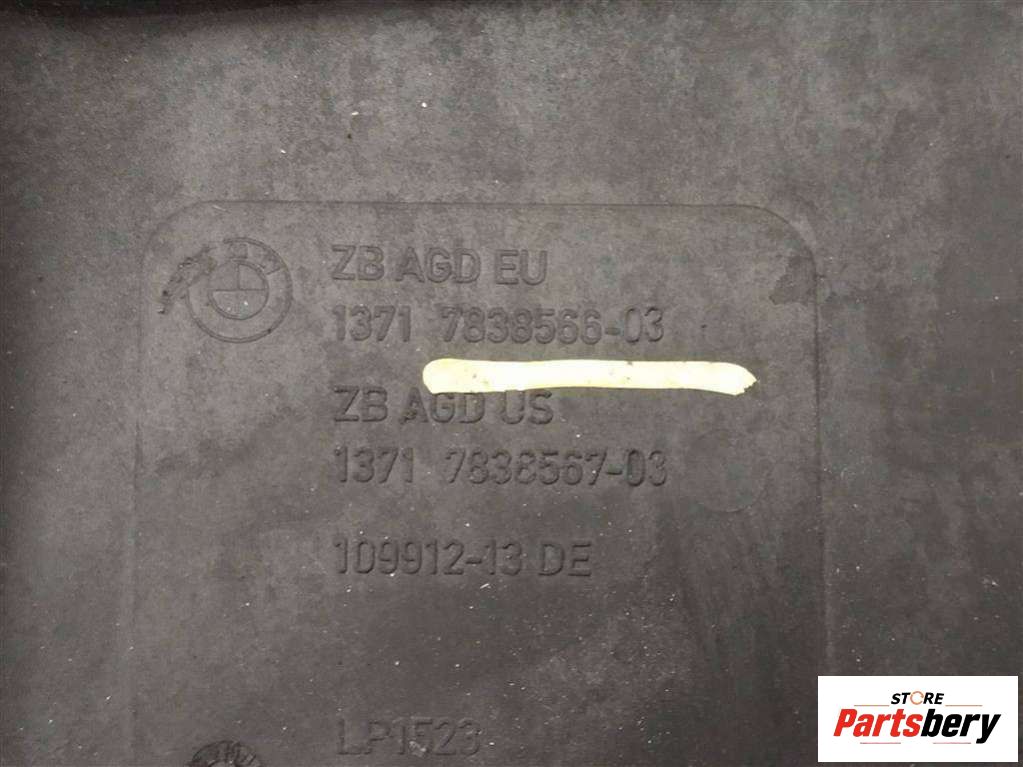 ZB AGD EU
1371 7838566-03
ZB AGD US
1371 7838567-03
109912-13 DE
LP1523
STORE
Partsbery